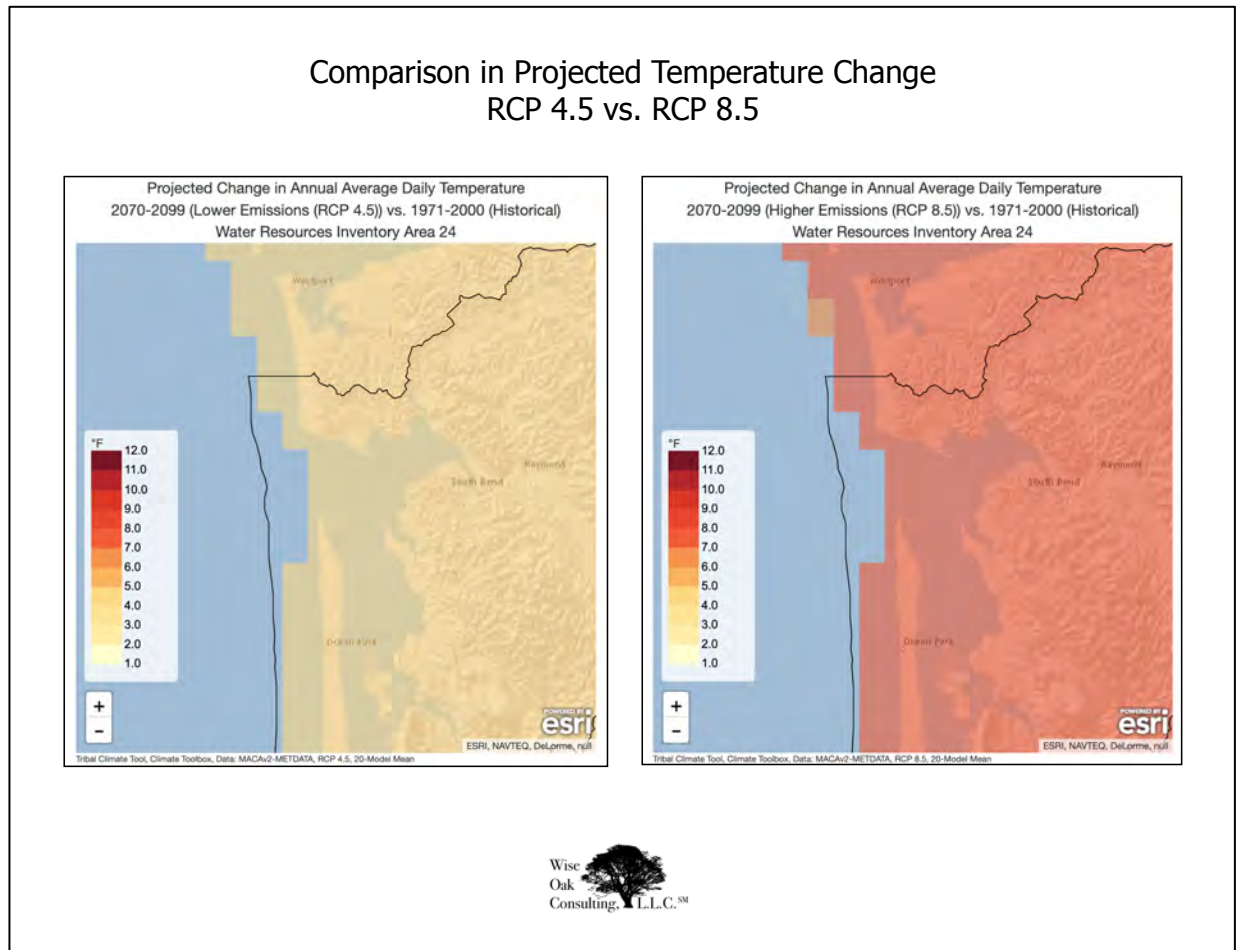 Comparison in Projected Temperature Change
RCP 4.5 vs. RCP 8.5
Projected Change in Annual Average Daily Temperature
2070-2099 (Lower Emissions (RCP 4.5)) vs. 1971-2000 (Historical)
Water Resources Inventory Area 24
Westport
South Bend
Raymond
Ocean Park
°F
12.0
11.0
10.0
9.0
8.0
7.0
6.0
5.0
4.0
3.0
2.0
1.0
+
−
POWERED BY
esri
ESRI, NAVTEQ, DeLorme, null
Tribal Climate Tool, Climate Toolbox, Data: MACAv2-METDATA, RCP 4.5, 20-Model Mean
Projected Change in Annual Average Daily Temperature
2070-2099 (Higher Emissions (RCP 8.5)) vs. 1971-2000 (Historical)
Water Resources Inventory Area 24
Westport
South Bend
Raymond
Ocean Park
°F
12.0
11.0
10.0
9.0
8.0
7.0
6.0
5.0
4.0
3.0
2.0
1.0
+
−
POWERED BY
esri
ESRI, NAVTEQ, DeLorme, null
Tribal Climate Tool, Climate Toolbox, Data: MACAv2-METDATA, RCP 8.5, 20-Model Mean
Wise
Oak
Consulting, L.L.C.℠